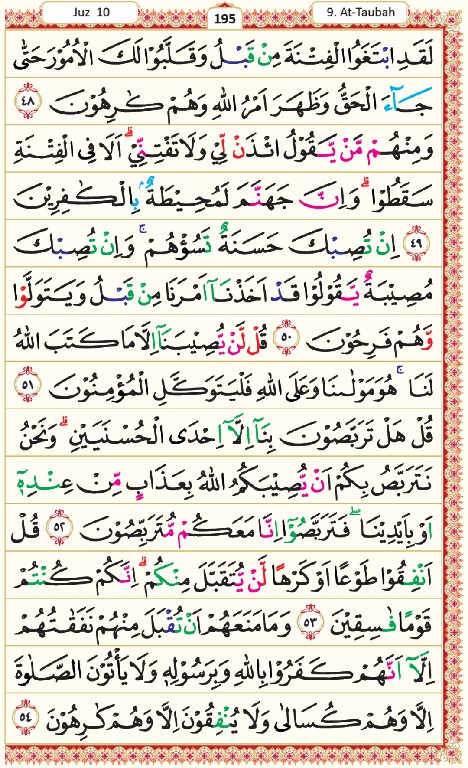 Juz 10
195
9. At-Taubah
لَقَدِ ابْتَغَوُا الْفِتْنَةَ مِنْ قَبْلُ وَقَلَّبُوْا لَكَ الْاُمُوْرَ حَتّٰى
جَاۤءَ الْحَقُّ وَظَهَرَ اَمْرُ اللّٰهِ وَهُمْ كٰرِهُوْنَ ٤٨
وَمِنْهُمْ مَّنْ يَّقُوْلُ ائْذَنْ لِّيْ وَلَا تَفْتِنِّيْۗ اَلَا فِى الْفِتْنَةِ
سَقَطُوْاۗ وَاِنَّ جَهَنَّمَ لَمُحِيْطَةٌ ۢ بِالْكٰفِرِيْنَ
٤٩ اِنْ تُصِبْكَ حَسَنَةٌ تَسُؤْهُمْۚ وَاِنْ تُصِبْكَ
مُصِيْبَةٌ يَّقُوْلُوْا قَدْ اَخَذْنَآ اَمْرَنَا مِنْ قَبْلُ وَيَتَوَلَّوْا
وَّهُمْ فَرِحُوْنَ ٥٠ قُلْ لَّنْ يُّصِيْبَنَآ اِلَّا مَا كَتَبَ اللّٰهُ
لَنَاۚ هُوَ مَوْلٰىنَا وَعَلَى اللّٰهِ فَلْيَتَوَكَّلِ الْمُؤْمِنُوْنَ ٥١
قُلْ هَلْ تَرَبَّصُوْنَ بِنَآ اِلَّآ اِحْدَى الْحُسْنَيَيْنِۗ وَنَحْنُ
نَتَرَبَّصُ بِكُمْ اَنْ يُّصِيْبَكُمُ اللّٰهُ بِعَذَابٍ مِّنْ عِنْدِهٖٓ
اَوْ بِاَيْدِيْنَاۖ فَتَرَبَّصُوْٓا اِنَّا مَعَكُمْ مُّتَرَبِّصُوْنَ ٥٢ قُلْ
اَنْفِقُوْا طَوْعًا اَوْ كَرْهًا لَّنْ يُّتَقَبَّلَ مِنْكُمْۗ اِنَّكُمْ كُنْتُمْ
قَوْمًا فٰسِقِيْنَ ٥٣ وَمَا مَنَعَهُمْ اَنْ تُقْبَلَ مِنْهُمْ نَفَقٰتُهُمْ
اِلَّآ اَنَّهُمْ كَفَرُوْا بِاللّٰهِ وَبِرَسُوْلِهٖ وَلَا يَأْتُوْنَ الصَّلٰوةَ
اِلَّا وَهُمْ كُسَالٰى وَلَا يُنْفِقُوْنَ اِلَّا وَهُمْ كٰرِهُوْنَ ٥٤